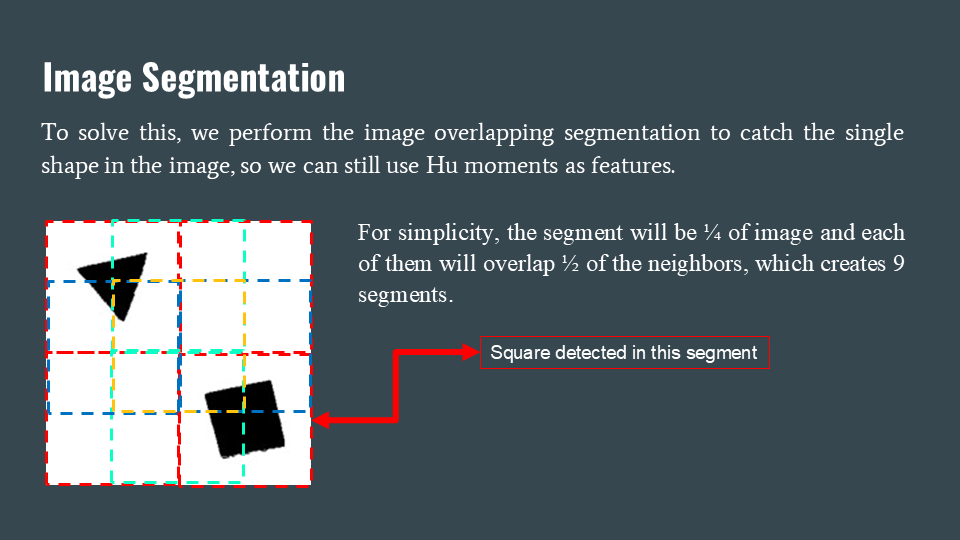 Image Segmentation
To solve this, we perform the image overlapping segmentation to catch the single
shape in the image, so we can still use Hu moments as features.
For simplicity, the segment will be ¼ of image and each
of them will overlap ½ of the neighbors, which creates 9
segments.
Square detected in this segment